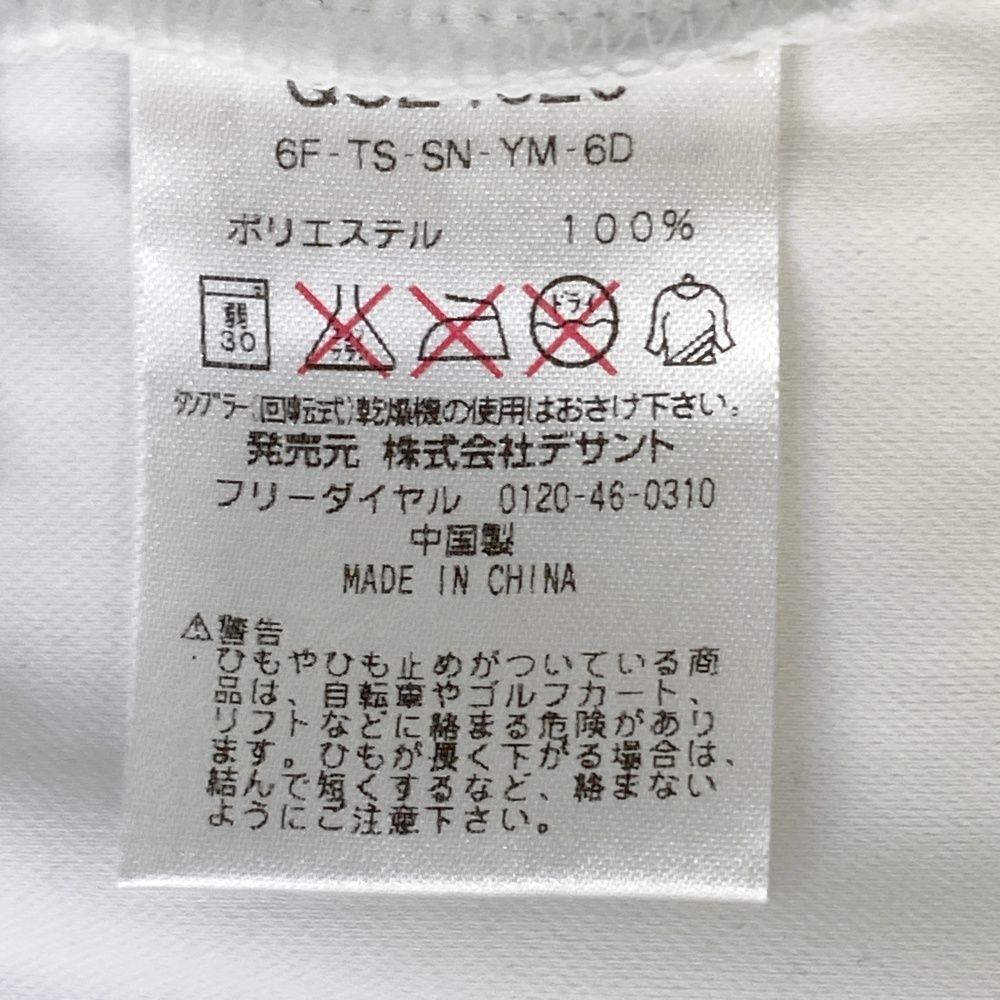 6F-TS-SN-YM-6D
ポリエステル 100%
弱 30 ドライ
タンブラー(回転式)乾燥機の使用はおさけ下さい。
発売元 株式会社デサント
フリーダイヤル 0120-46-0310
中国製
MADE IN CHINA
⚠警告
ひもやひも止めがついている商
品は、自転車やゴルフカート、
リフトなどに絡まる危険があり
ます。ひもが長く下がる場合は、
結んで短くするなど、絡まない
ようにご注意下さい。